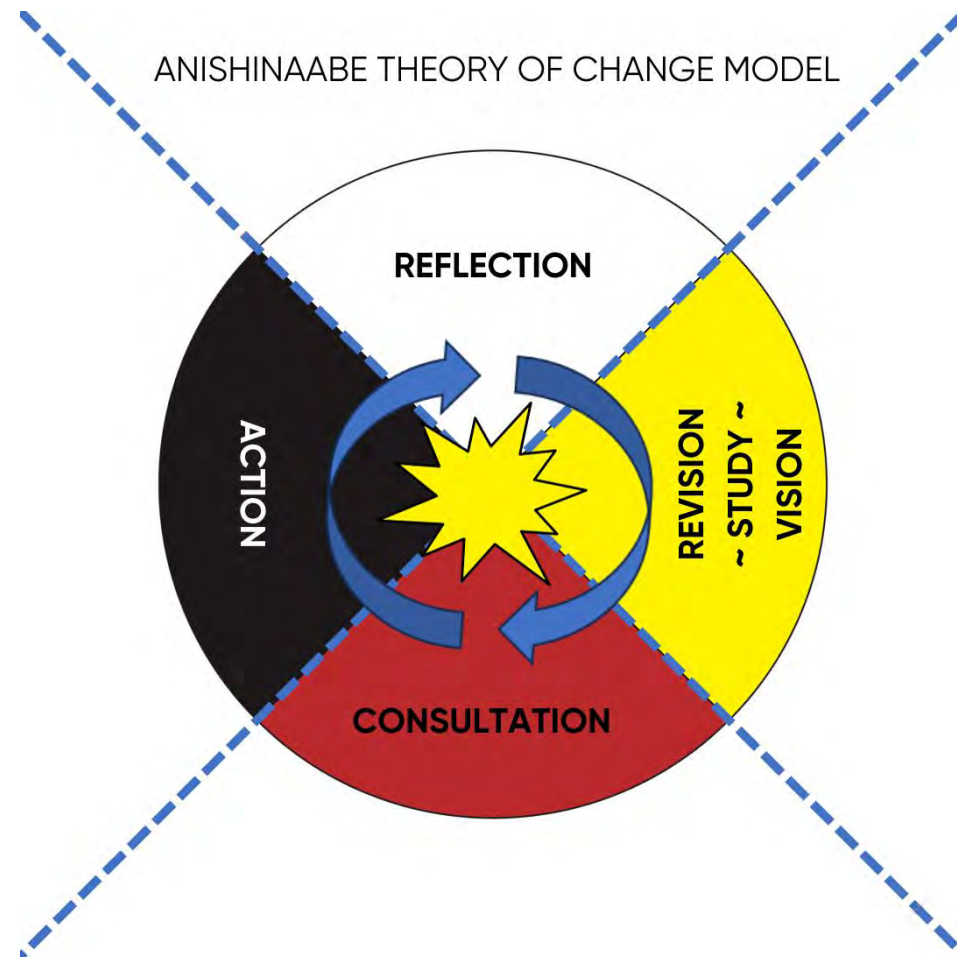 ANISHINAABE THEORY OF CHANGE MODEL
REFLECTION
ACTION
REVISION
~ STUDY ~
VISION
CONSULTATION